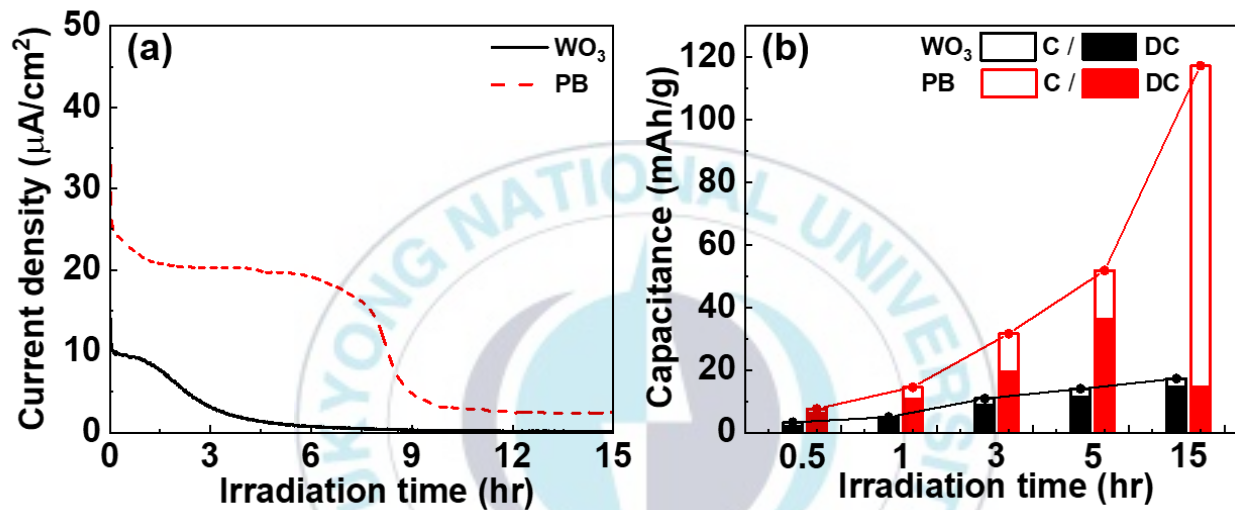 (a)
WO₃
PB
Current density (μA/cm²)
50
40
30
20
10
0
0 3 6 9 12 15
Irradiation time (hr)
(b)
WO₃ C / DC
PB C / DC
Capacitance (mAh/g)
120
100
80
60
40
20
0
0.5 1 3 5 15
Irradiation time (hr)
UKYONG NATIONAL UNIVERSIT